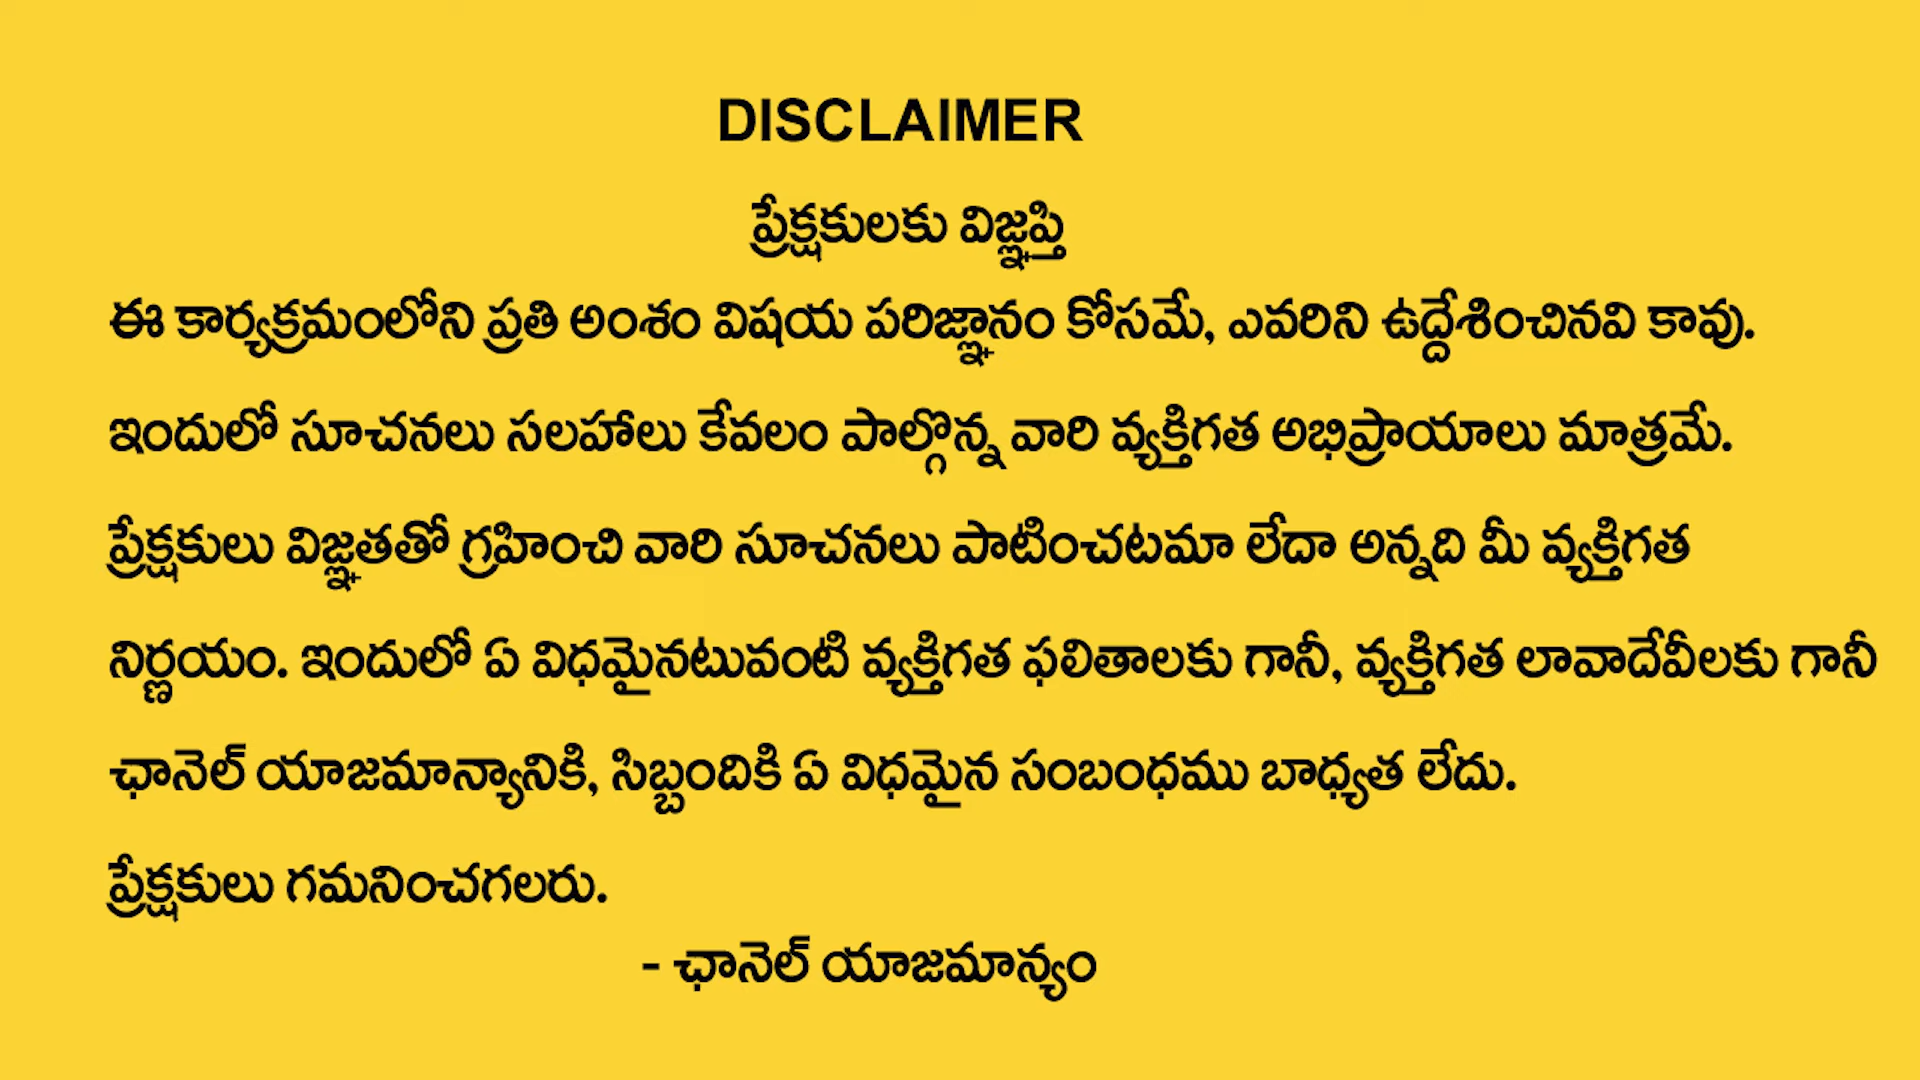 DISCLAIMER
ప్రేక్షకులకు విజ్ఞప్తి
ఈ కార్యక్రమంలోని ప్రతి అంశం విషయ పరిజ్ఞానం కోసమే, ఎవరిని ఉద్దేశించినవి కావు.
ఇందులో సూచనలు సలహాలు కేవలం పాల్గొన్న వారి వ్యక్తిగత అభిప్రాయాలు మాత్రమే.
ప్రేక్షకులు విజ్ఞతతో గ్రహించి వారి సూచనలు పాటించటమా లేదా అన్నది మీ వ్యక్తిగత
నిర్ణయం. ఇందులో ఏ విధమైనటువంటి వ్యక్తిగత ఫలితాలకు గానీ, వ్యక్తిగత లావాదేవీలకు గానీ
ఛానెల్ యాజమాన్యానికి, సిబ్బందికి ఏ విధమైన సంబంధము బాధ్యత లేదు.
ప్రేక్షకులు గమనించగలరు.
- ఛానెల్ యాజమాన్యం